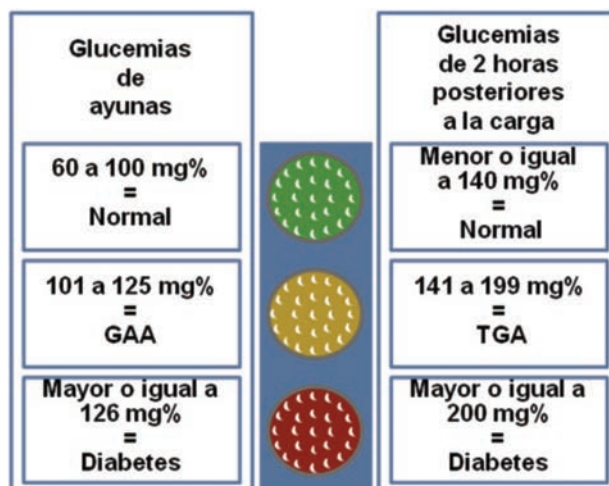 Glucemias
de
ayunas
60 a 100 mg%
=
Normal
101 a 125 mg%
=
GAA
Mayor o igual a
126 mg%
=
Diabetes
Glucemias
de 2 horas
posteriores
a la carga
Menor o igual
a 140 mg%
=
Normal
141 a 199 mg%
=
TGA
Mayor o igual a
200 mg%
=
Diabetes